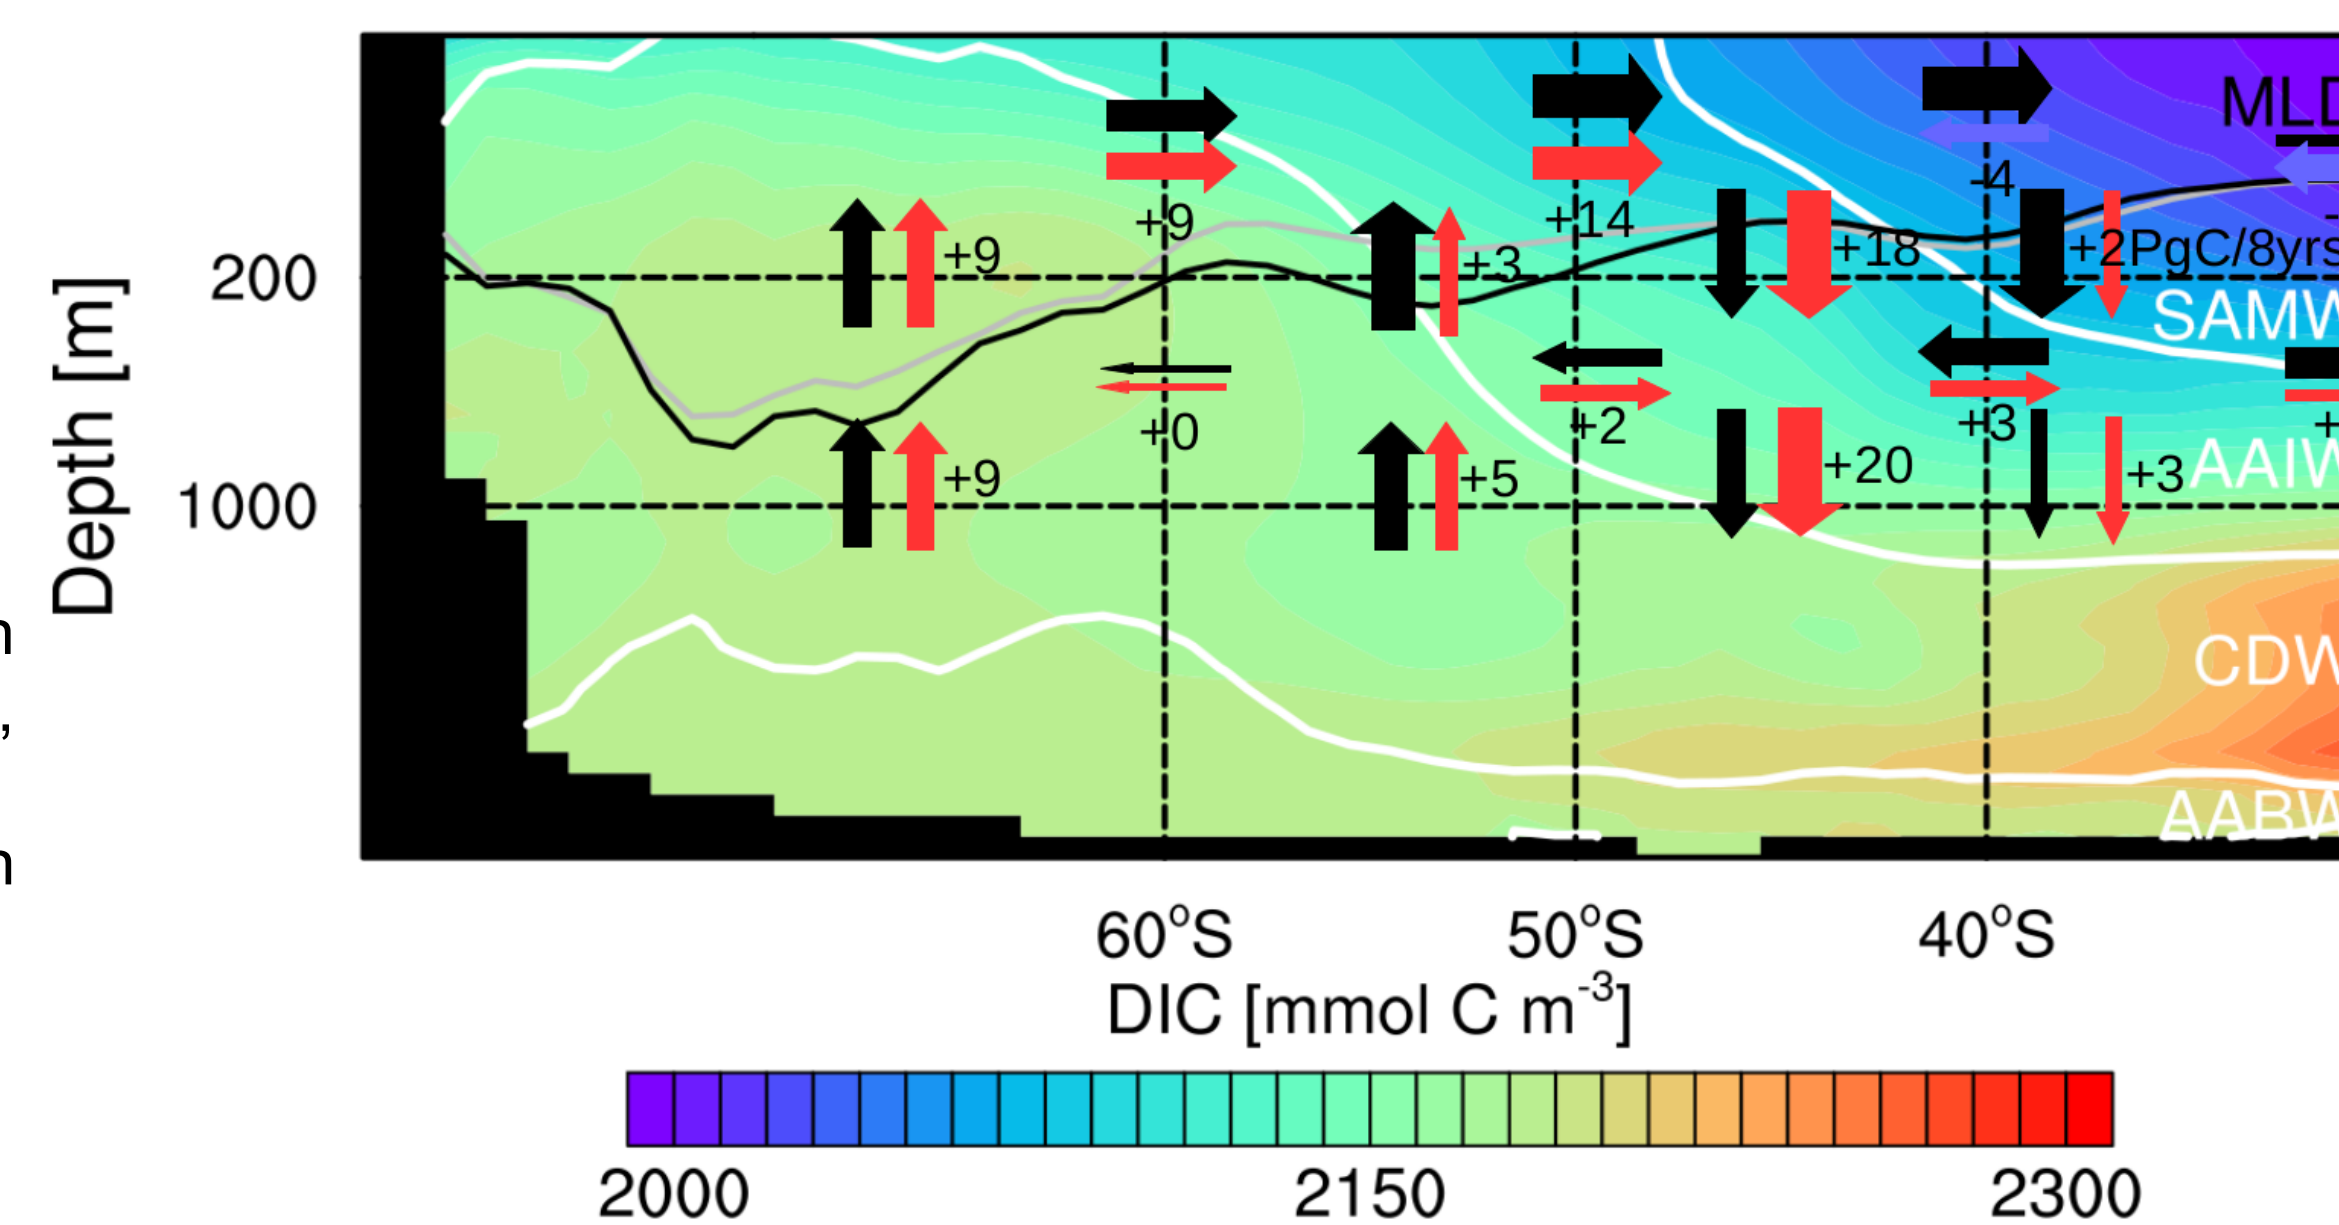 MLD
-4
+9
+14
+9
+3
+18
+2PgC/8yrs
200
SAMW
+0
+2
+3
+
+9
+5
+20
+3
AAIW
1000
Depth [m]
n
CDW
,
AABW
n
60°S
50°S
40°S
DIC [mmol C m⁻³]
2000
2150
2300